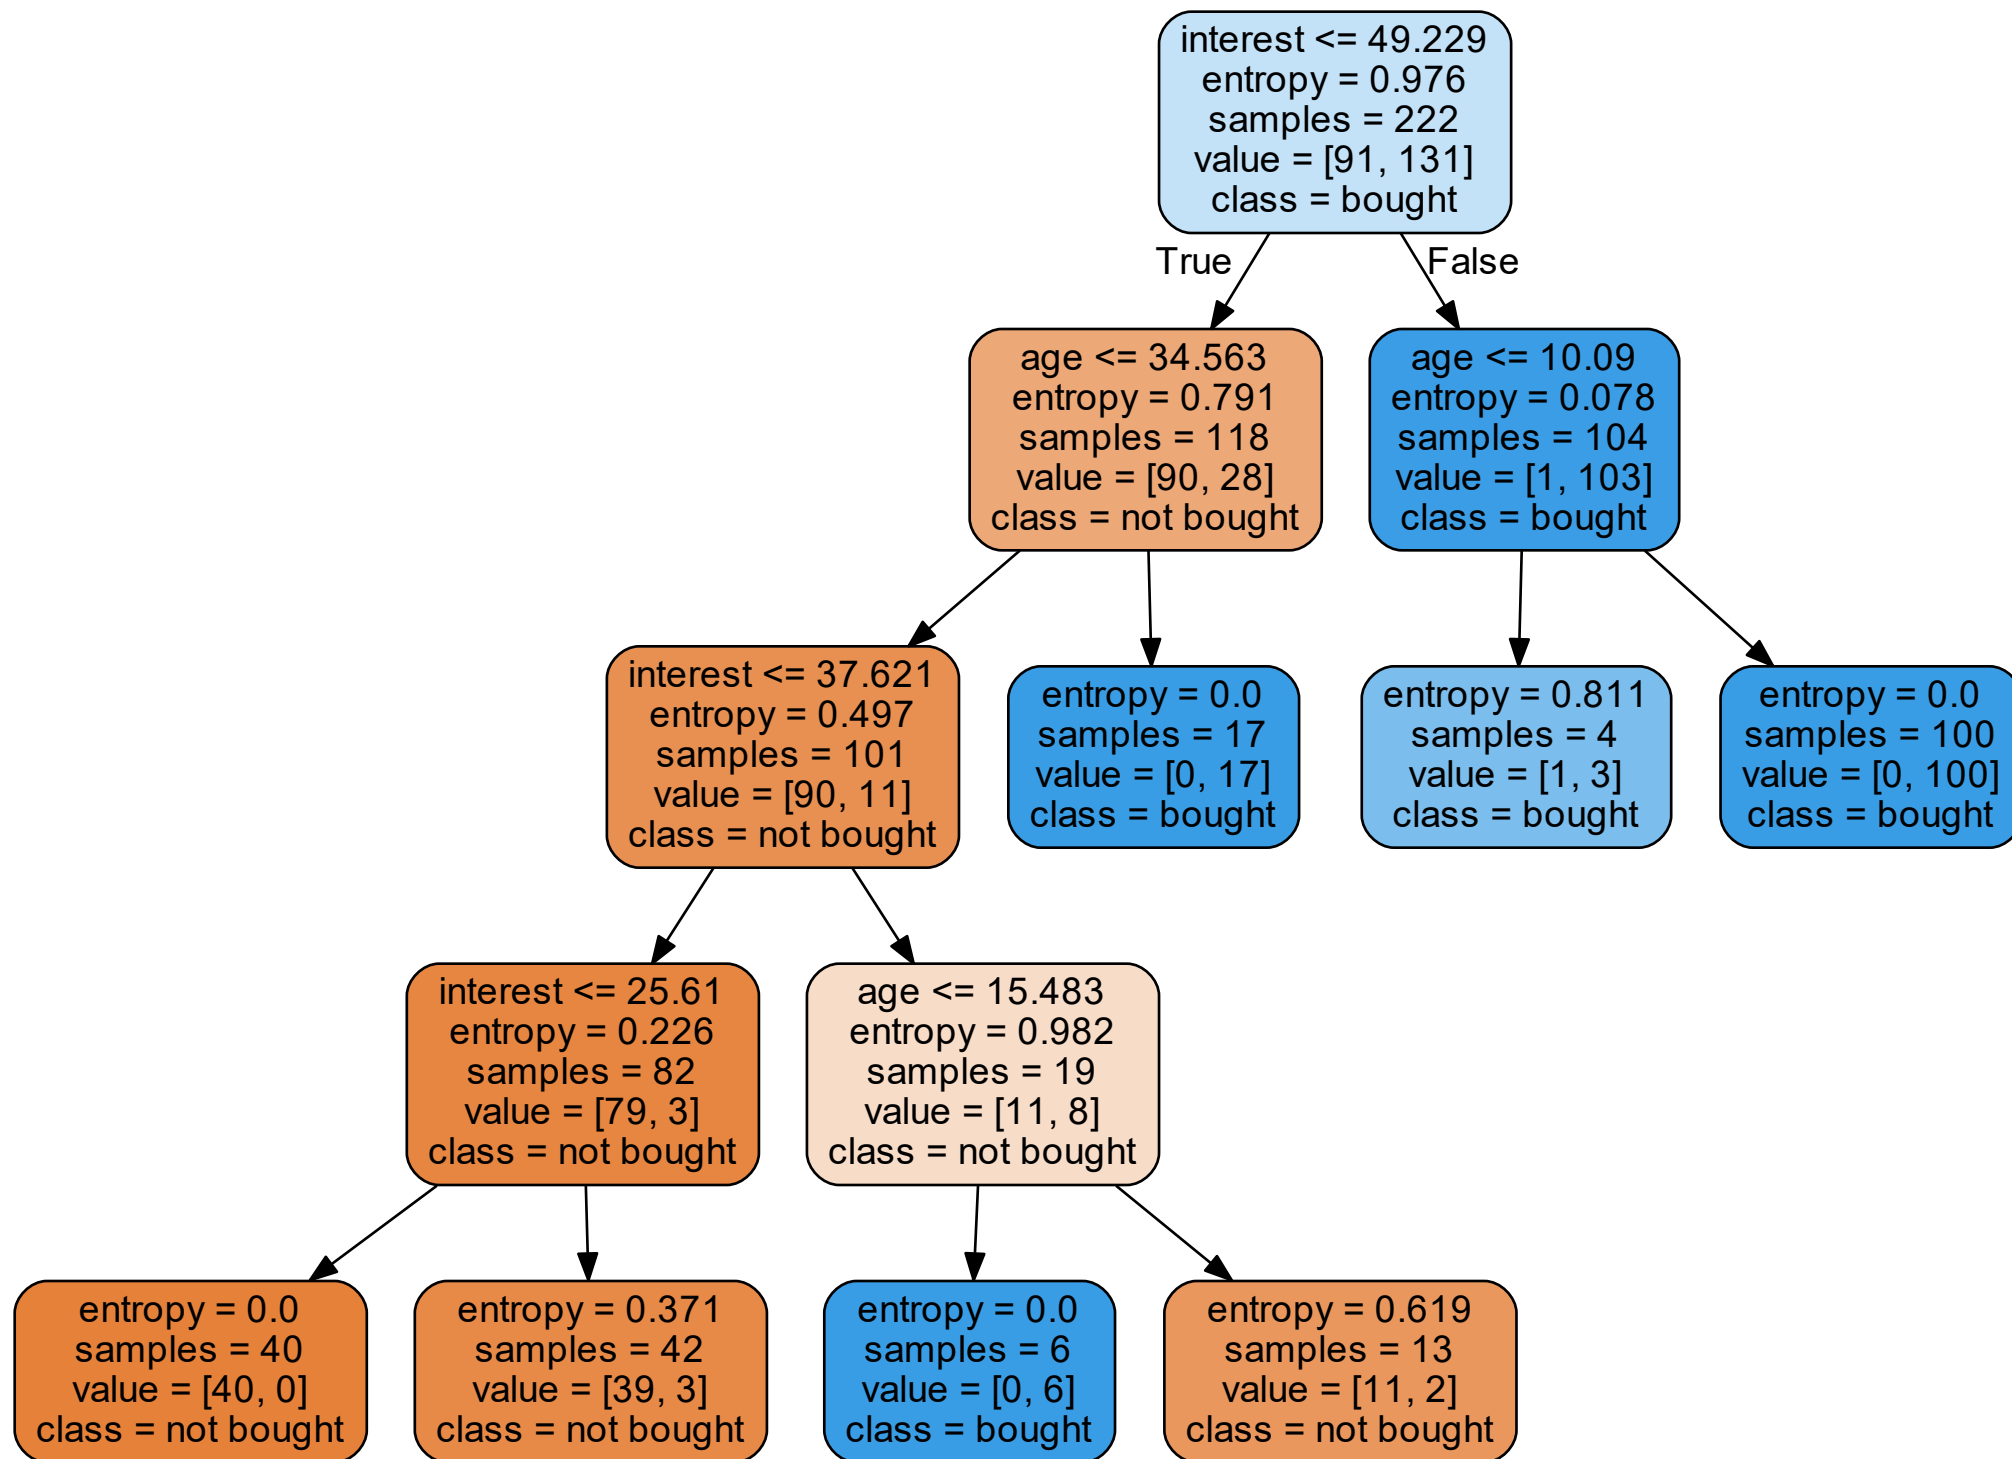 interest <= 49.229
entropy = 0.976
samples = 222
value = [91, 131]
class = bought
True
False
age <= 34.563
entropy = 0.791
samples = 118
value = [90, 28]
class = not bought
age <= 10.09
entropy = 0.078
samples = 104
value = [1, 103]
class = bought
interest <= 37.621
entropy = 0.497
samples = 101
value = [90, 11]
class = not bought
entropy = 0.0
samples = 17
value = [0, 17]
class = bought
entropy = 0.811
samples = 4
value = [1, 3]
class = bought
entropy = 0.0
samples = 100
value = [0, 100]
class = bought
interest <= 25.61
entropy = 0.226
samples = 82
value = [79, 3]
class = not bought
age <= 15.483
entropy = 0.982
samples = 19
value = [11, 8]
class = not bought
entropy = 0.0
samples = 40
value = [40, 0]
class = not bought
entropy = 0.371
samples = 42
value = [39, 3]
class = not bought
entropy = 0.0
samples = 6
value = [0, 6]
class = bought
entropy = 0.619
samples = 13
value = [11, 2]
class = not bought